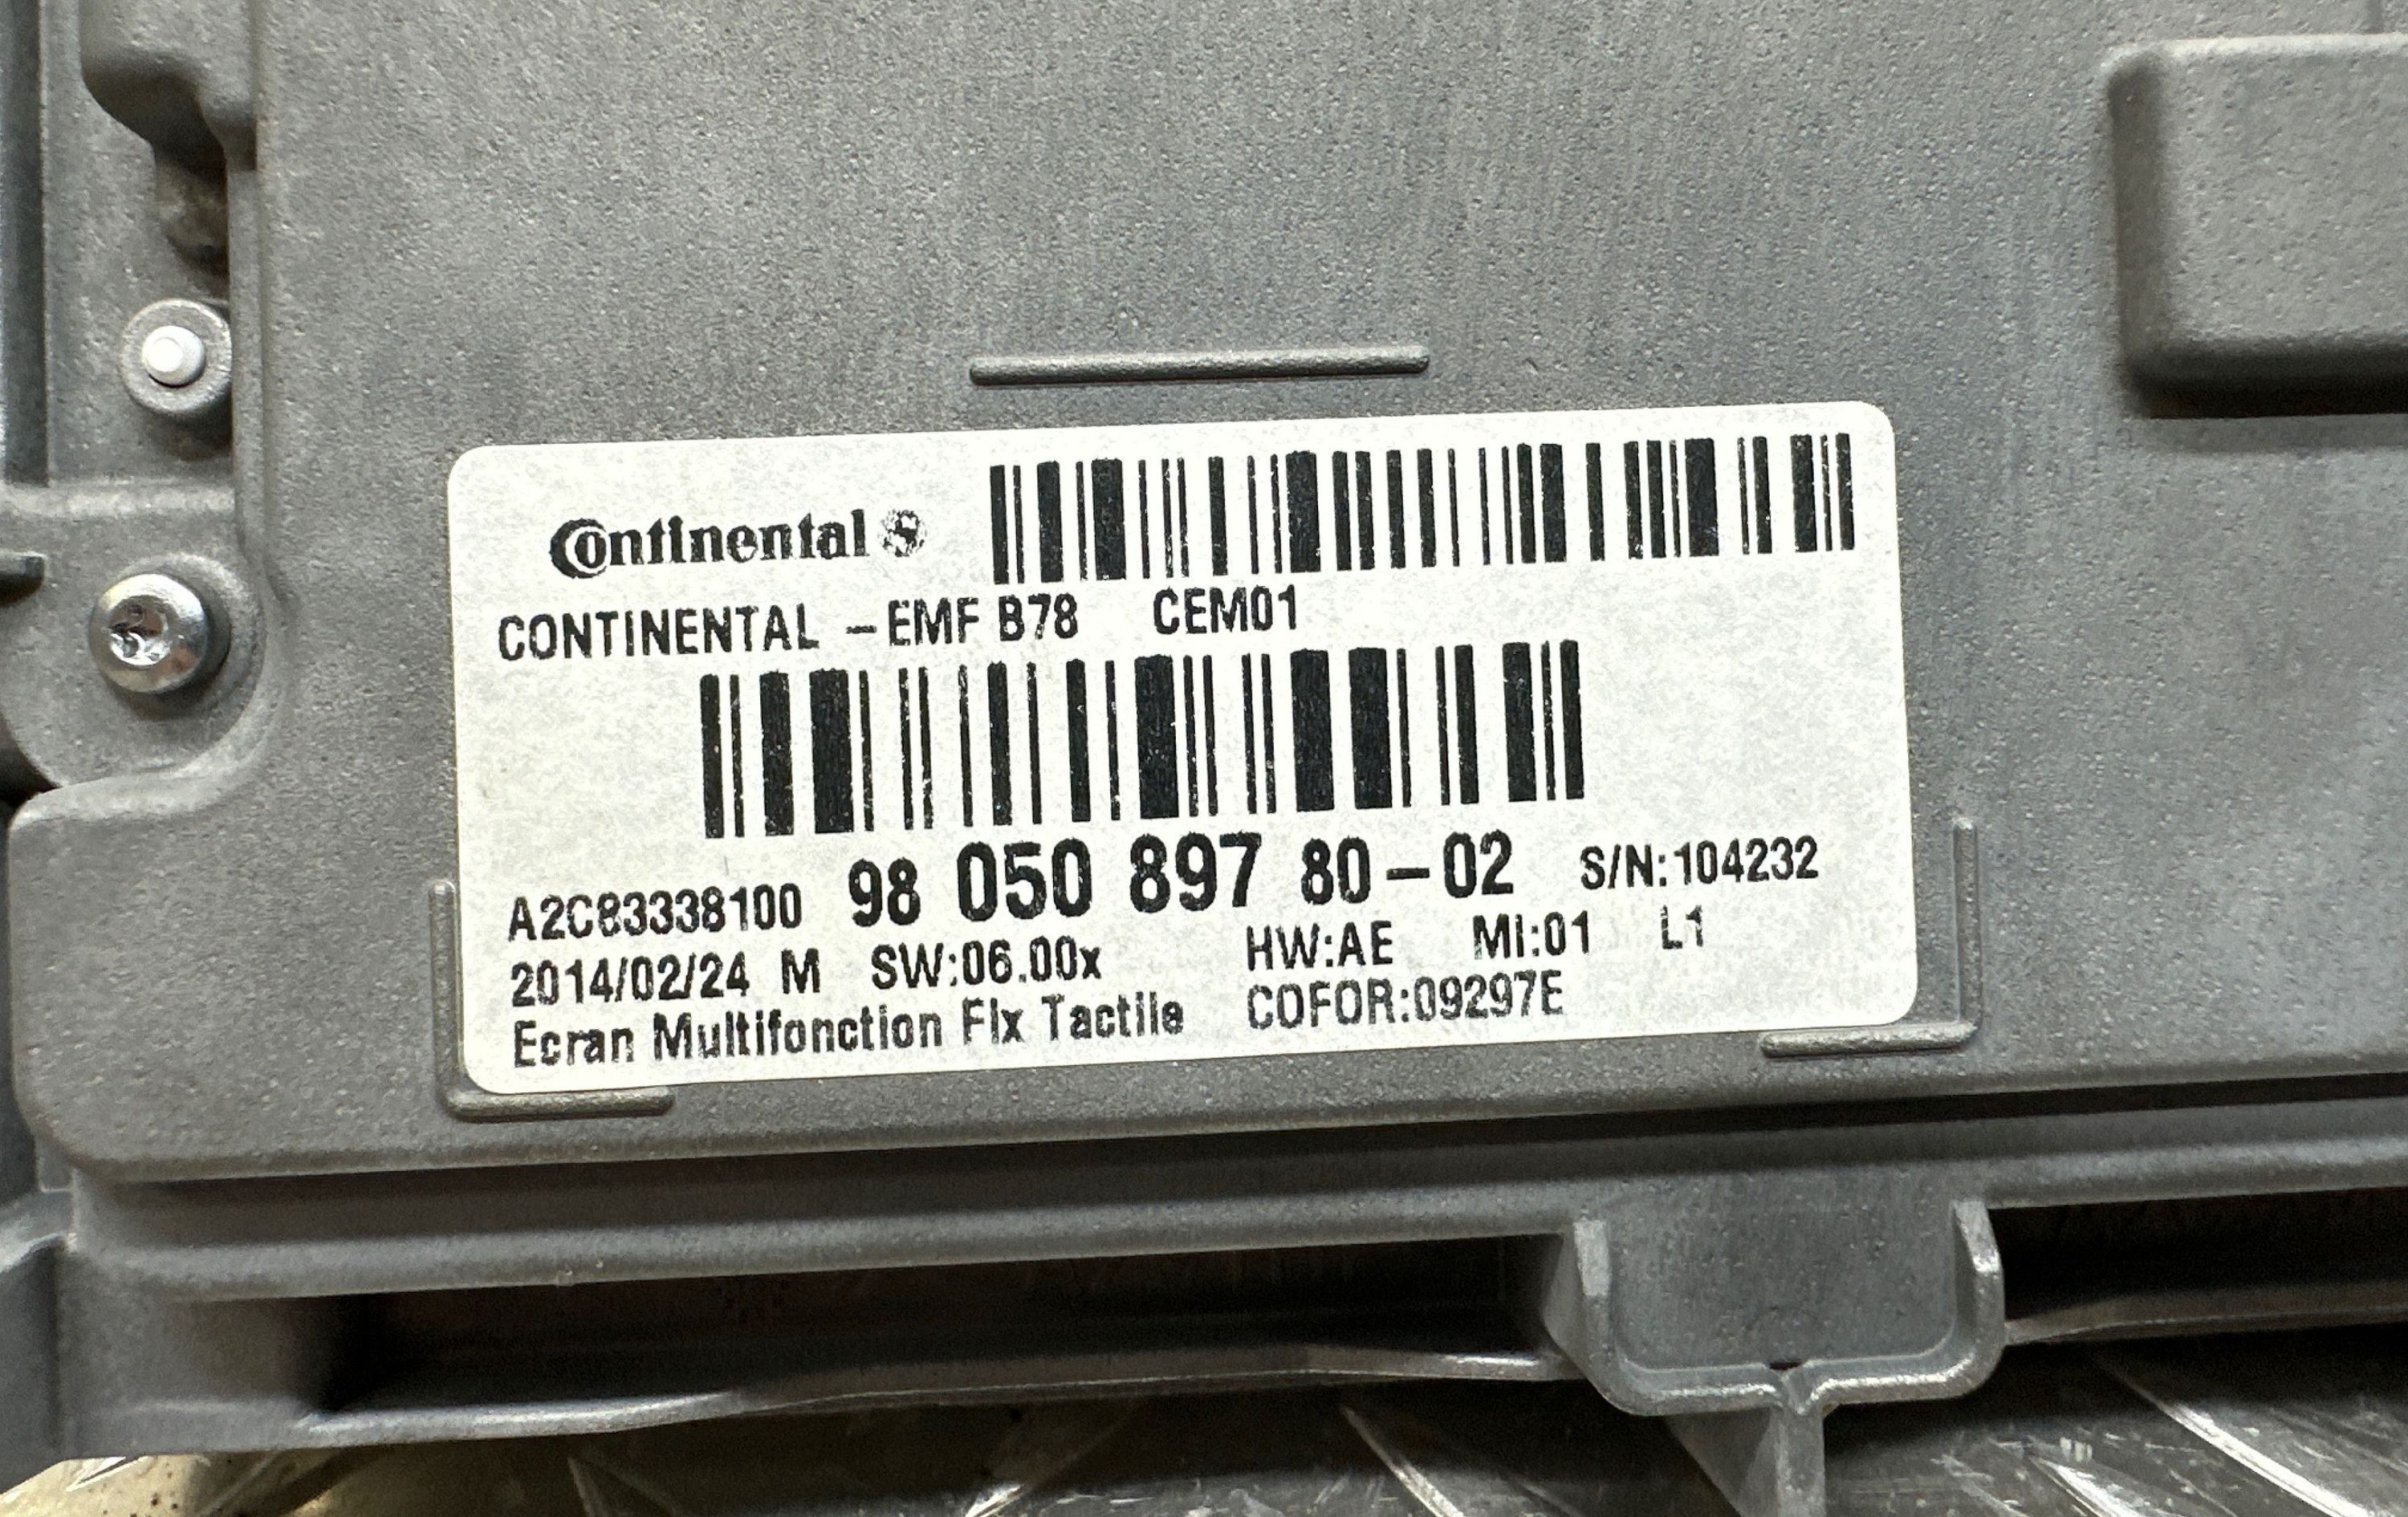 Continental
CONTINENTAL -EMF B78 CEM01
A2C83338100 98 050 897 80-02 S/N:104232
2014/02/24 M SW:06.00x HW:AE MI:01 L1
Ecran Multifonction Fix Tactile COFOR:09297E